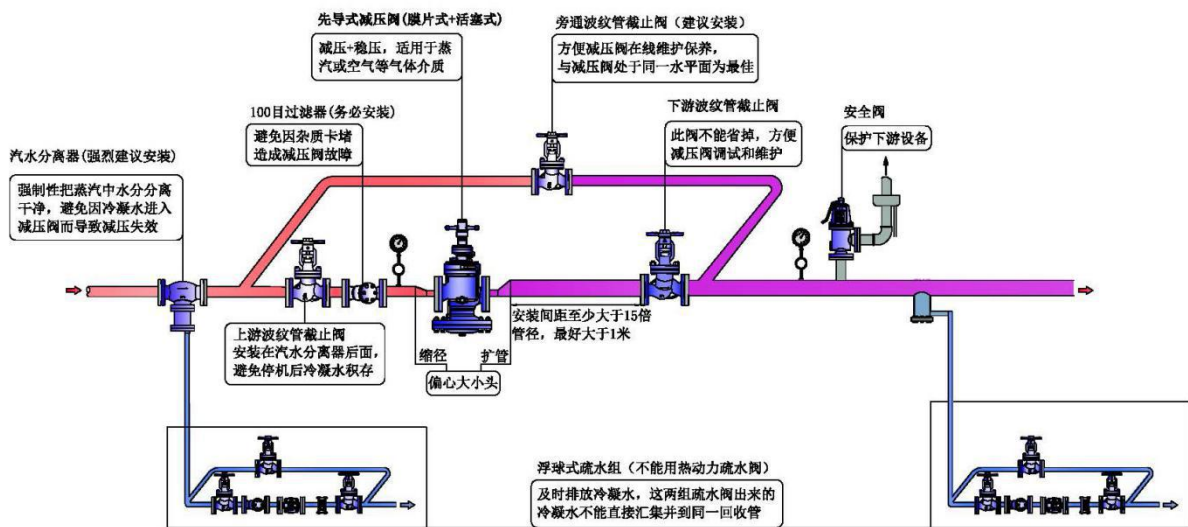 先导式减压阀(膜片式+活塞式)
减压+稳压，适用于蒸
汽或空气等气体介质
旁通波纹管截止阀（建议安装）
方便减压阀在线维护保养，
与减压阀处于同一水平面为最佳
100目过滤器(务必安装)
避免因杂质卡堵
造成减压阀故障
下游波纹管截止阀
此阀不能省掉，方便
减压阀调试和维护
安全阀
保护下游设备
汽水分离器(强烈建议安装)
强制性把蒸汽中水分分离
干净，避免因冷凝水进入
减压阀而导致减压失效
上游波纹管截止阀
安装在汽水分离器后面，
避免停机后冷凝水积存
安装间距至少大于15倍
管径，最好大于1米
缩径
扩管
偏心大小头
浮球式疏水组（不能用热动力疏水阀）
及时排放冷凝水，这两组疏水阀出来的
冷凝水不能直接汇集并到同一回收管